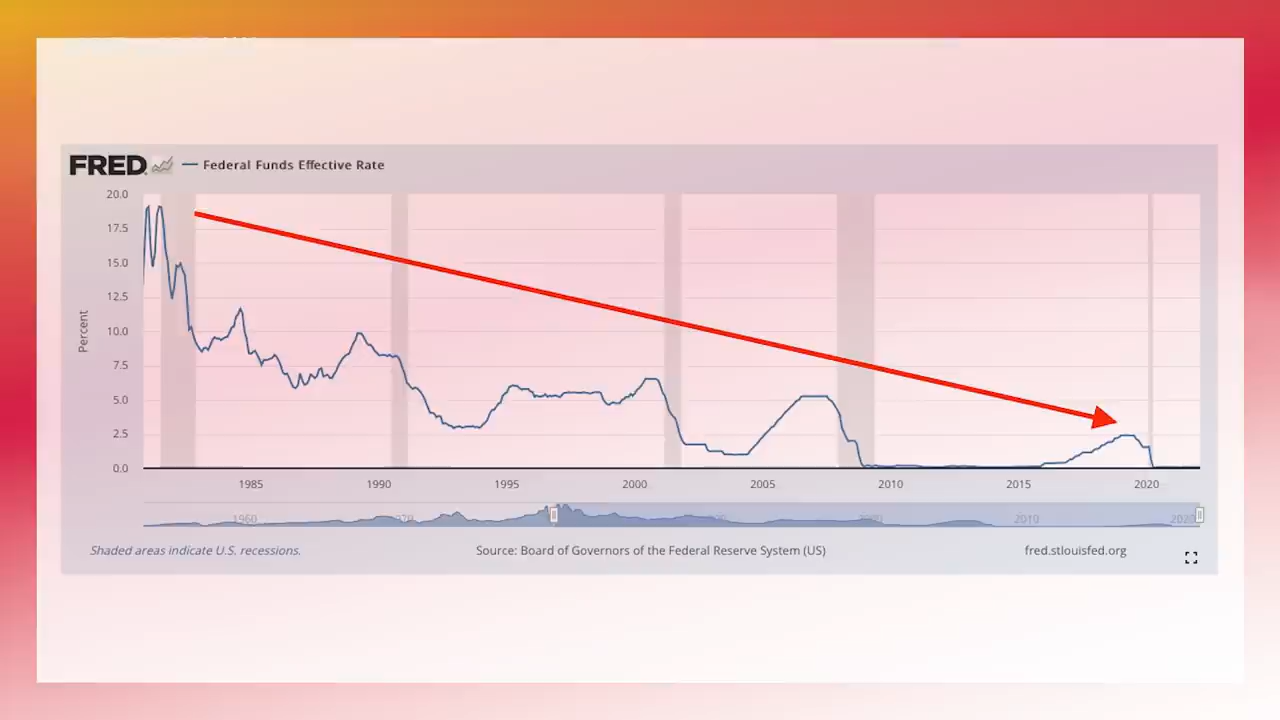 FRED
Federal Funds Effective Rate
20.0
17.5
15.0
12.5
10.0
7.5
5.0
2.5
0.0
Percent
1985 1990 1995 2000 2005 2010 2015 2020
1960 2010
Shaded areas indicate U.S. recessions. Source: Board of Governors of the Federal Reserve System (US) fred.stlouisfed.org